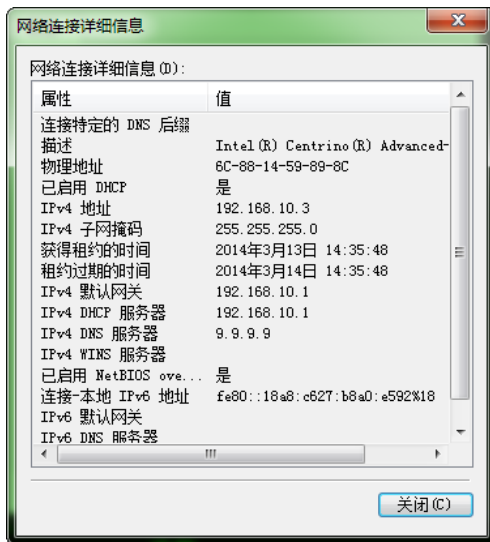 网络连接详细信息
网络连接详细信息(D):
属性 值
连接特定的 DNS 后缀
描述 Intel(R) Centrino(R) Advanced-
物理地址 6C-88-14-59-89-8C
已启用 DHCP 是
IPv4 地址 192.168.10.3
IPv4 子网掩码 255.255.255.0
获得租约的时间 2014年3月13日 14:35:48
租约过期的时间 2014年3月14日 14:35:48
IPv4 默认网关 192.168.10.1
IPv4 DHCP 服务器 192.168.10.1
IPv4 DNS 服务器 9.9.9.9
IPv4 WINS 服务器
已启用 NetBIOS ove... 是
连接-本地 IPv6 地址 fe80::18a8:c627:b8a0:e592%18
IPv6 默认网关
IPv6 DNS 服务器
关闭(C)